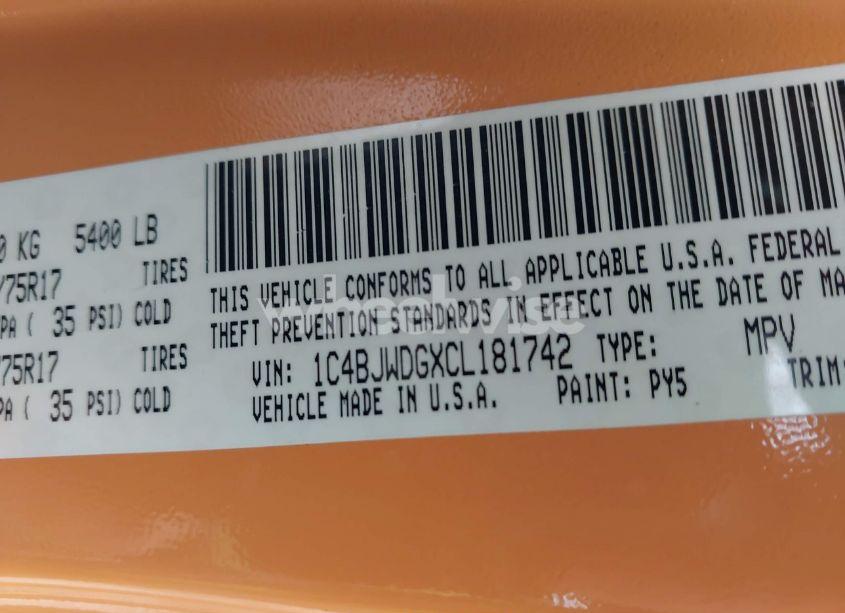 0 KG 5400 LB
/75R17 TIRES
PA ( 35 PSI) COLD
/75R17 TIRES
PA ( 35 PSI) COLD
THIS VEHICLE CONFORMS TO ALL APPLICABLE U.S.A. FEDERAL
THEFT PREVENTION STANDARDS IN EFFECT ON THE DATE OF MA
VIN: 1C4BJWDGXCL181742 TYPE: MPV
VEHICLE MADE IN U.S.A. PAINT: PY5 TRIM: